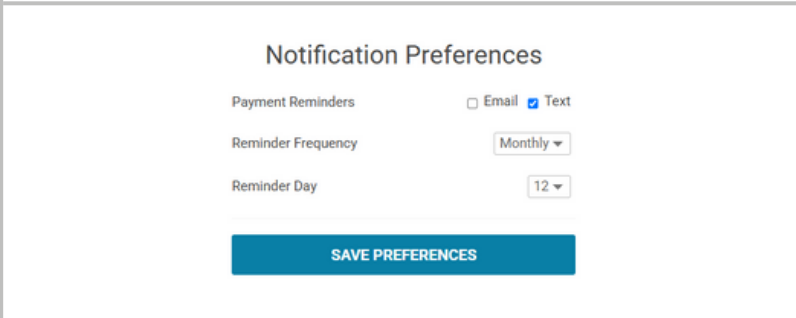 Notification Preferences
Payment Reminders Email Text
Reminder Frequency Monthly
Reminder Day 12
SAVE PREFERENCES